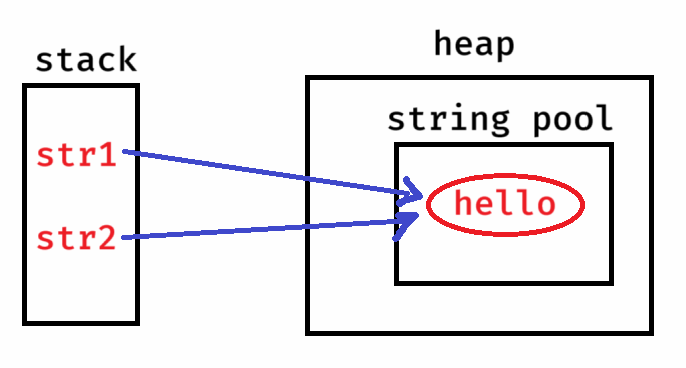 stack
heap
string pool
str1
hello
str2